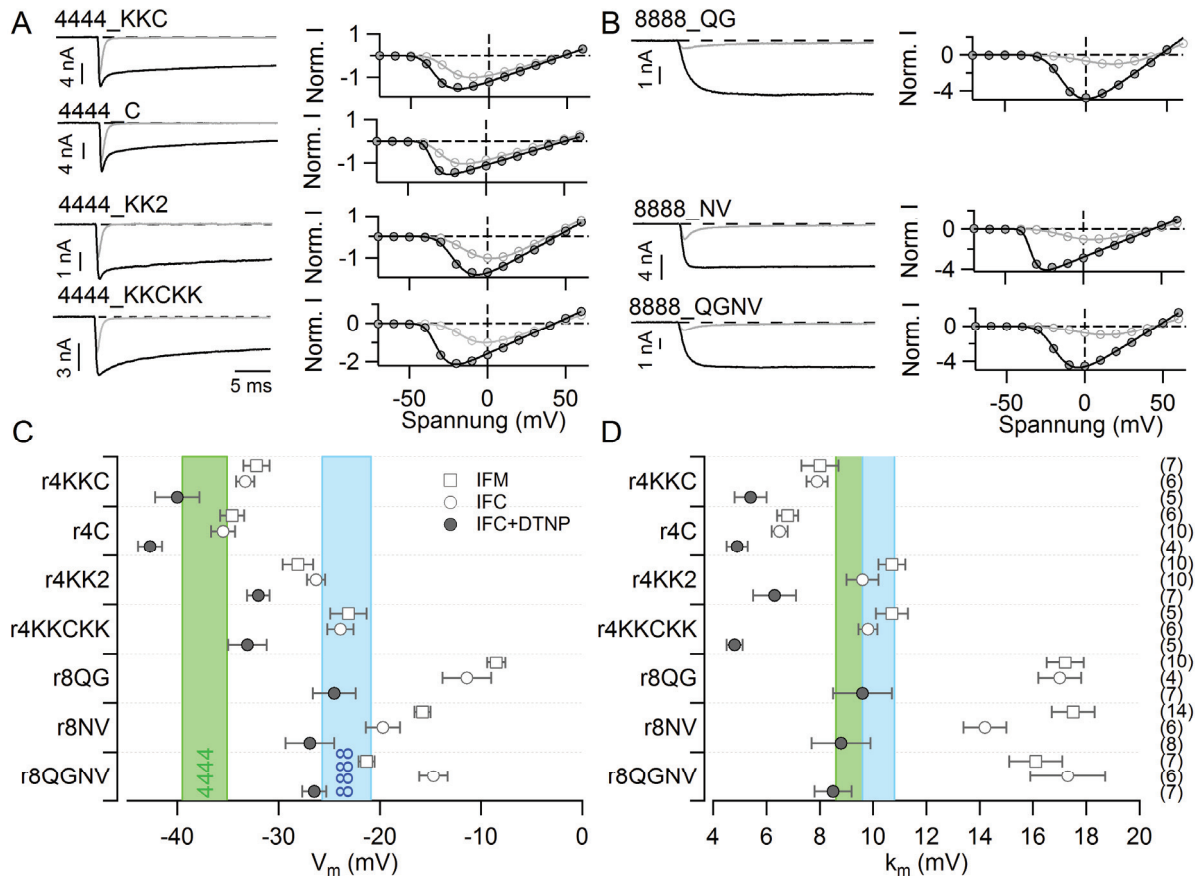 A
4444_KKC
4 nA
Norm. I
-1
4444_C
4 nA
Norm. I
1
-1
4444_KK2
1 nA
Norm. I
1
-1
4444_KKCKK
3 nA
5 ms
Norm. I
0
-2
-50 0 50
Spannung (mV)
B
8888_QG
1 nA
Norm. I
0
-4
8888_NV
4 nA
Norm. I
0
-4
8888_QGNV
1 nA
Norm. I
0
-4
-50 0 50
Spannung (mV)
C
r4KKC
r4C
r4KK2
r4KKCKK
r8QG
r8NV
r8QGNV
IFM
IFC
IFC+DTNP
4444
8888
-40 -30 -20 -10 0
Vm (mV)
D
r4KKC
r4C
r4KK2
r4KKCKK
r8QG
r8NV
r8QGNV
(7)
(6)
(5)
(6)
(10)
(4)
(10)
(10)
(7)
(5)
(6)
(5)
(10)
(4)
(7)
(14)
(6)
(8)
(7)
(6)
(7)
4 6 8 10 12 14 16 18 20
km (mV)